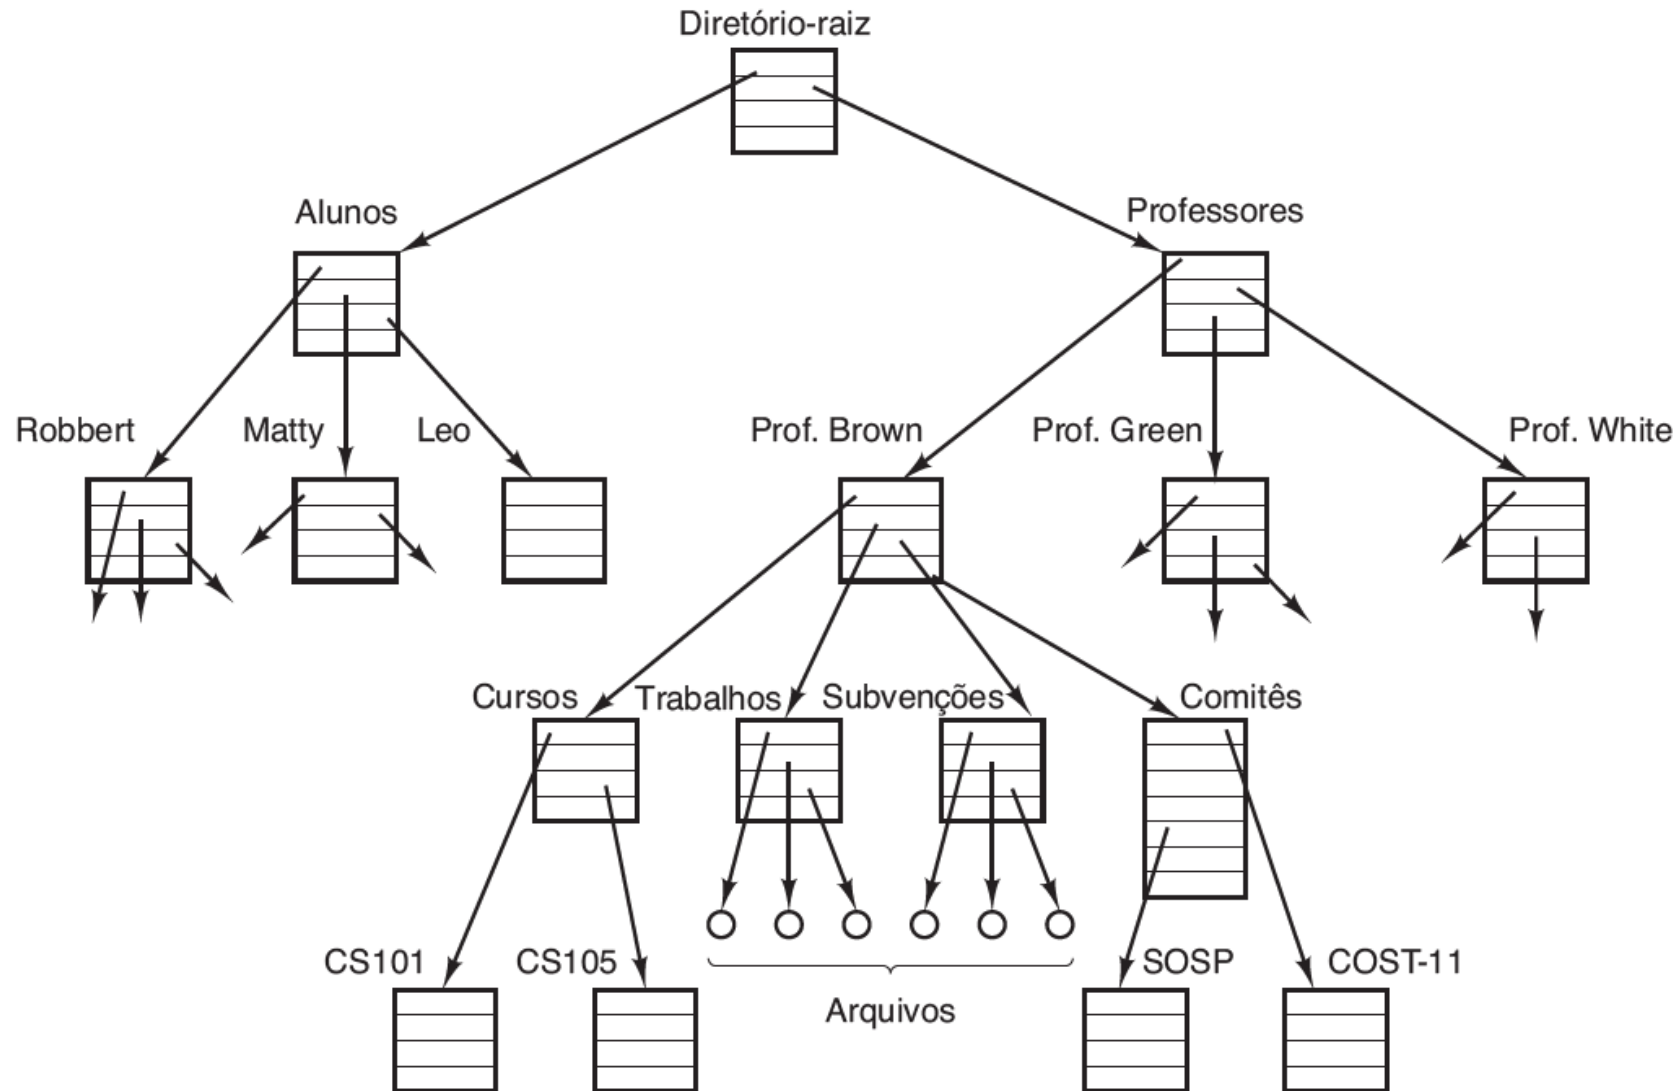 Diretório-raiz
Alunos
Professores
Robbert
Matty
Leo
Prof. Brown
Prof. Green
Prof. White
Cursos
Trabalhos
Subvenções
Comitês
CS101
CS105
SOSP
COST-11
Arquivos